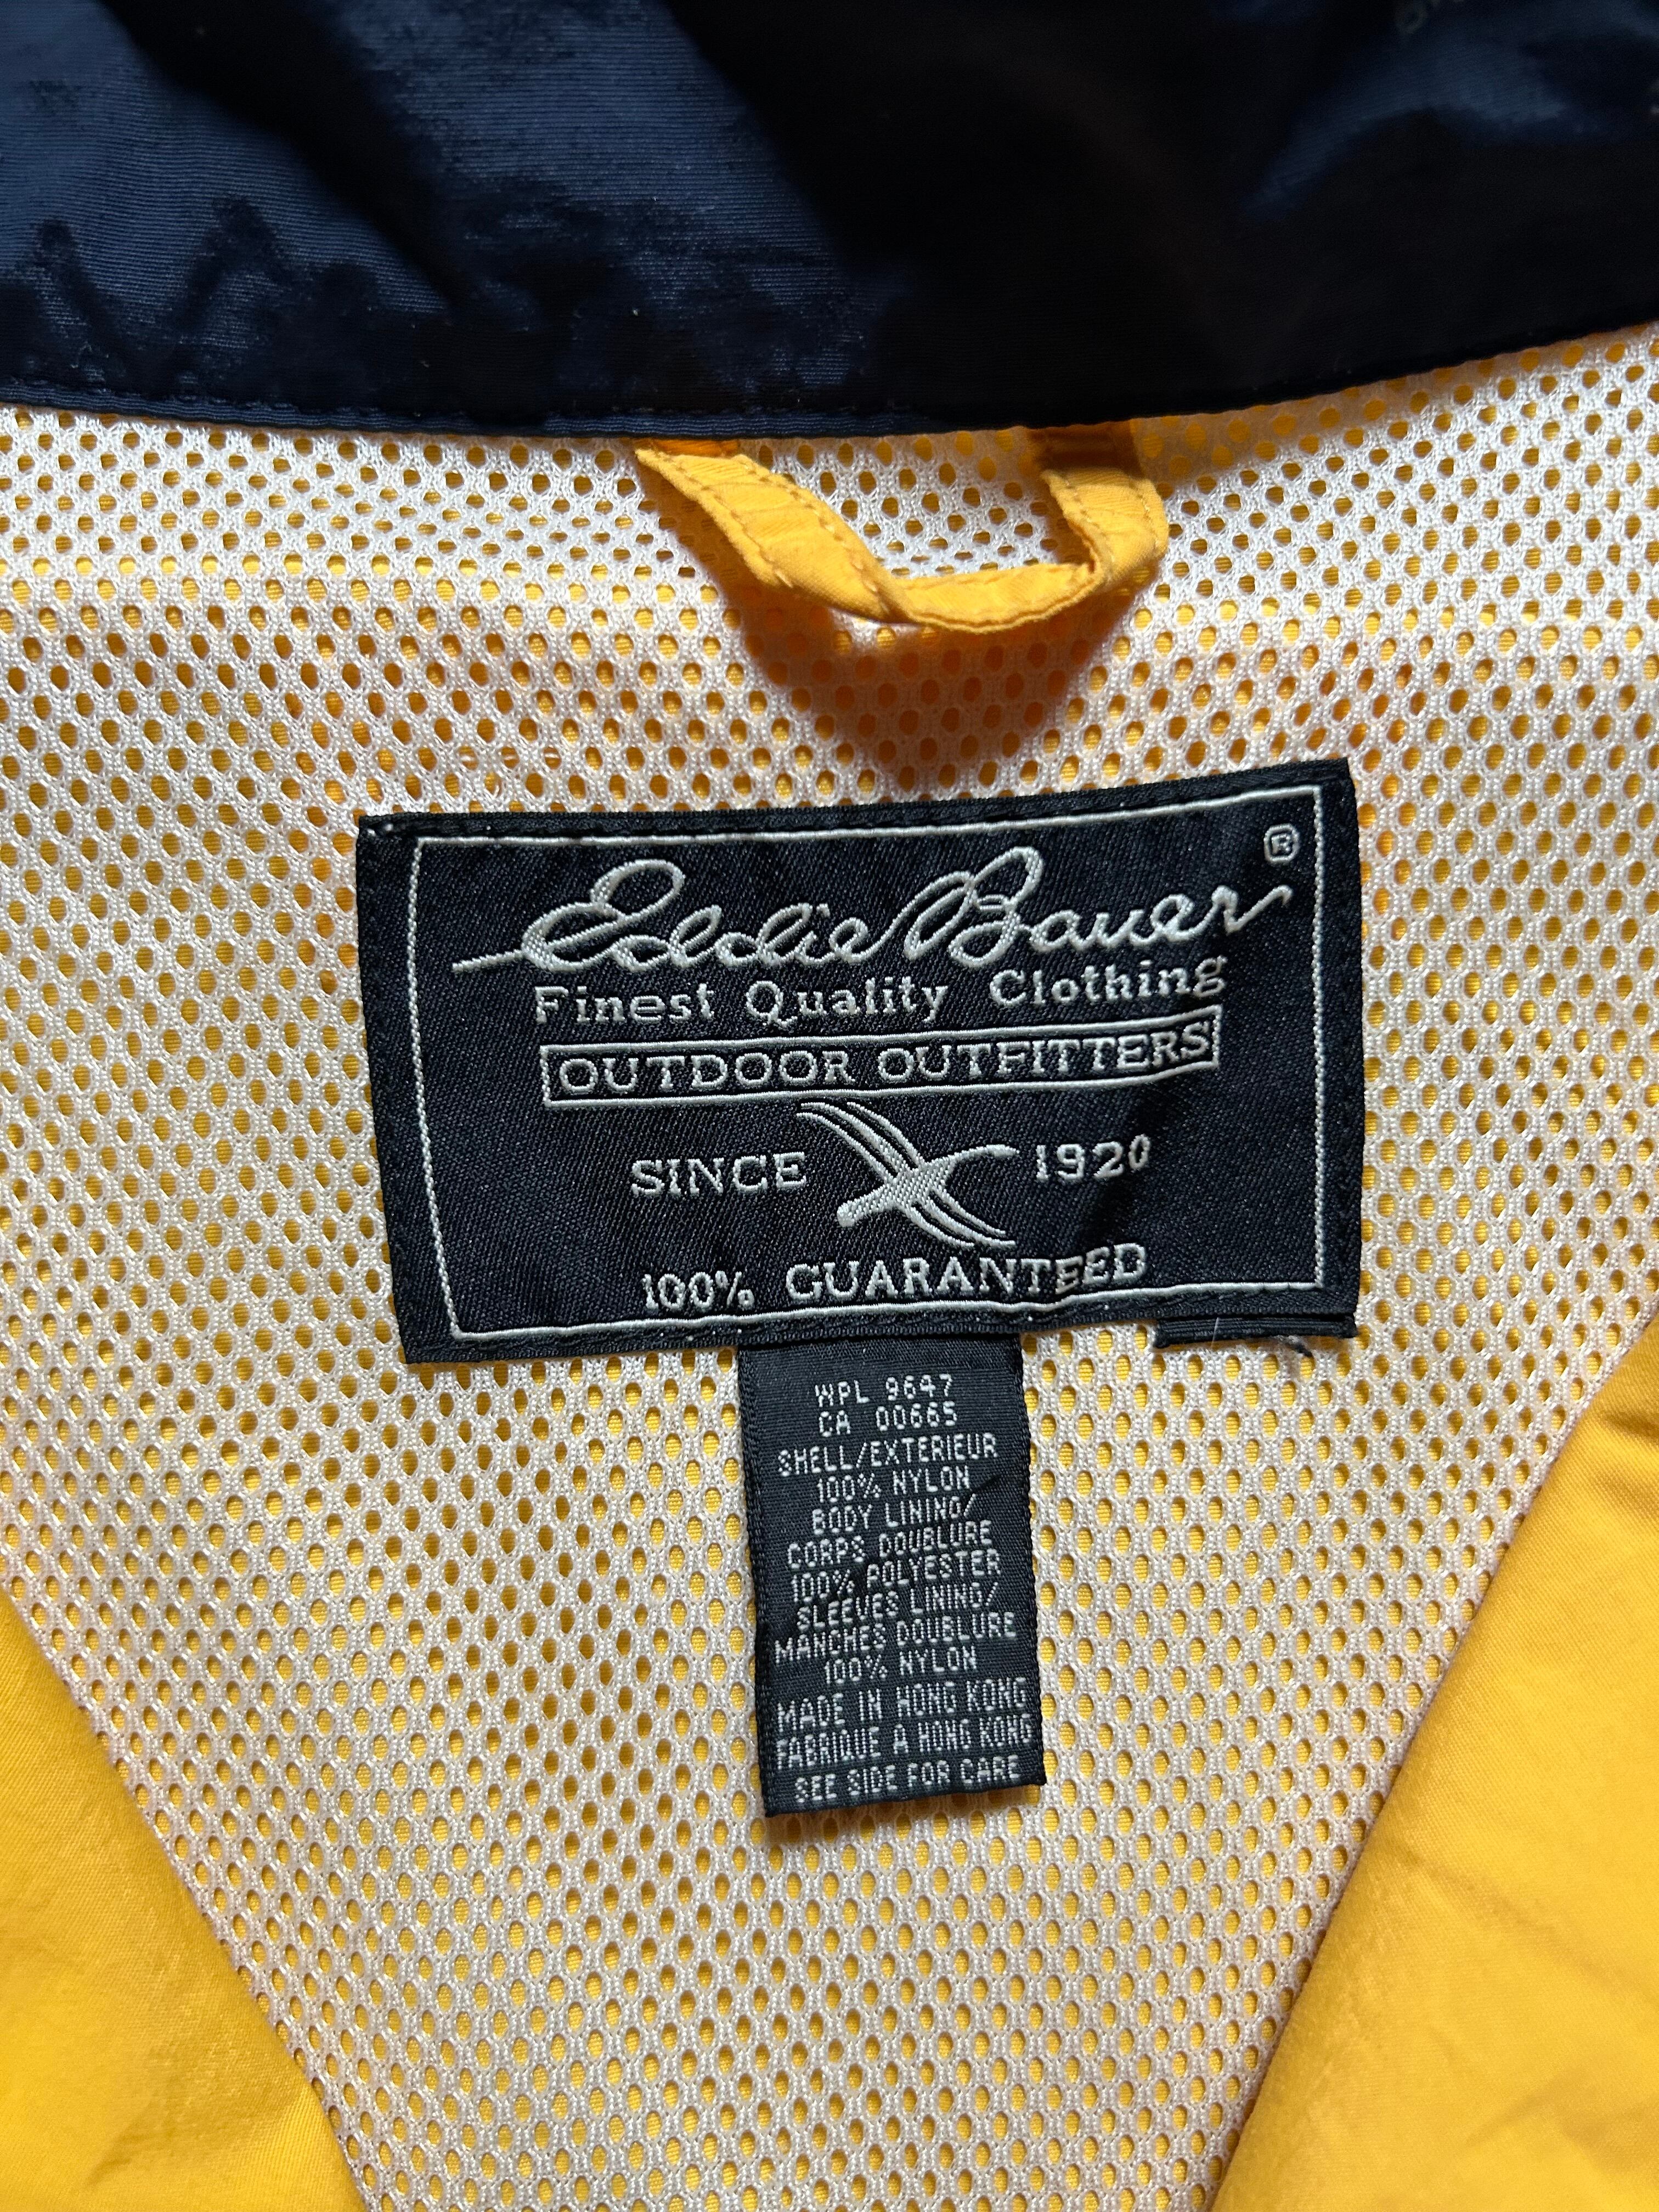 Eddie Bauer ®
Finest Quality Clothing
OUTDOOR OUTFITTERS
SINCE 1920
100% GUARANTEED
WPL 9647
CA 00665
SHELL/EXTERIEUR
100% NYLON
BODY LINING/
CORPS DOUBLURE
100% POLYESTER
SLEEVES LINING/
MANCHES DOUBLURE
100% NYLON
MADE IN HONG KONG
FABRIQUE A HONG KONG
SEE SIDE FOR CARE